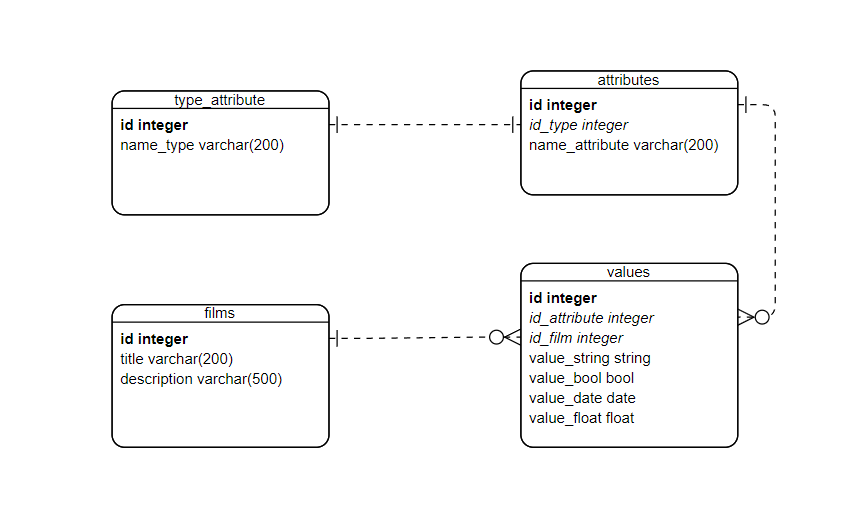 type_attribute
id integer
name_type varchar(200)
attributes
id integer
id_type integer
name_attribute varchar(200)
films
id integer
title varchar(200)
description varchar(500)
values
id integer
id_attribute integer
id_film integer
value_string string
value_bool bool
value_date date
value_float float